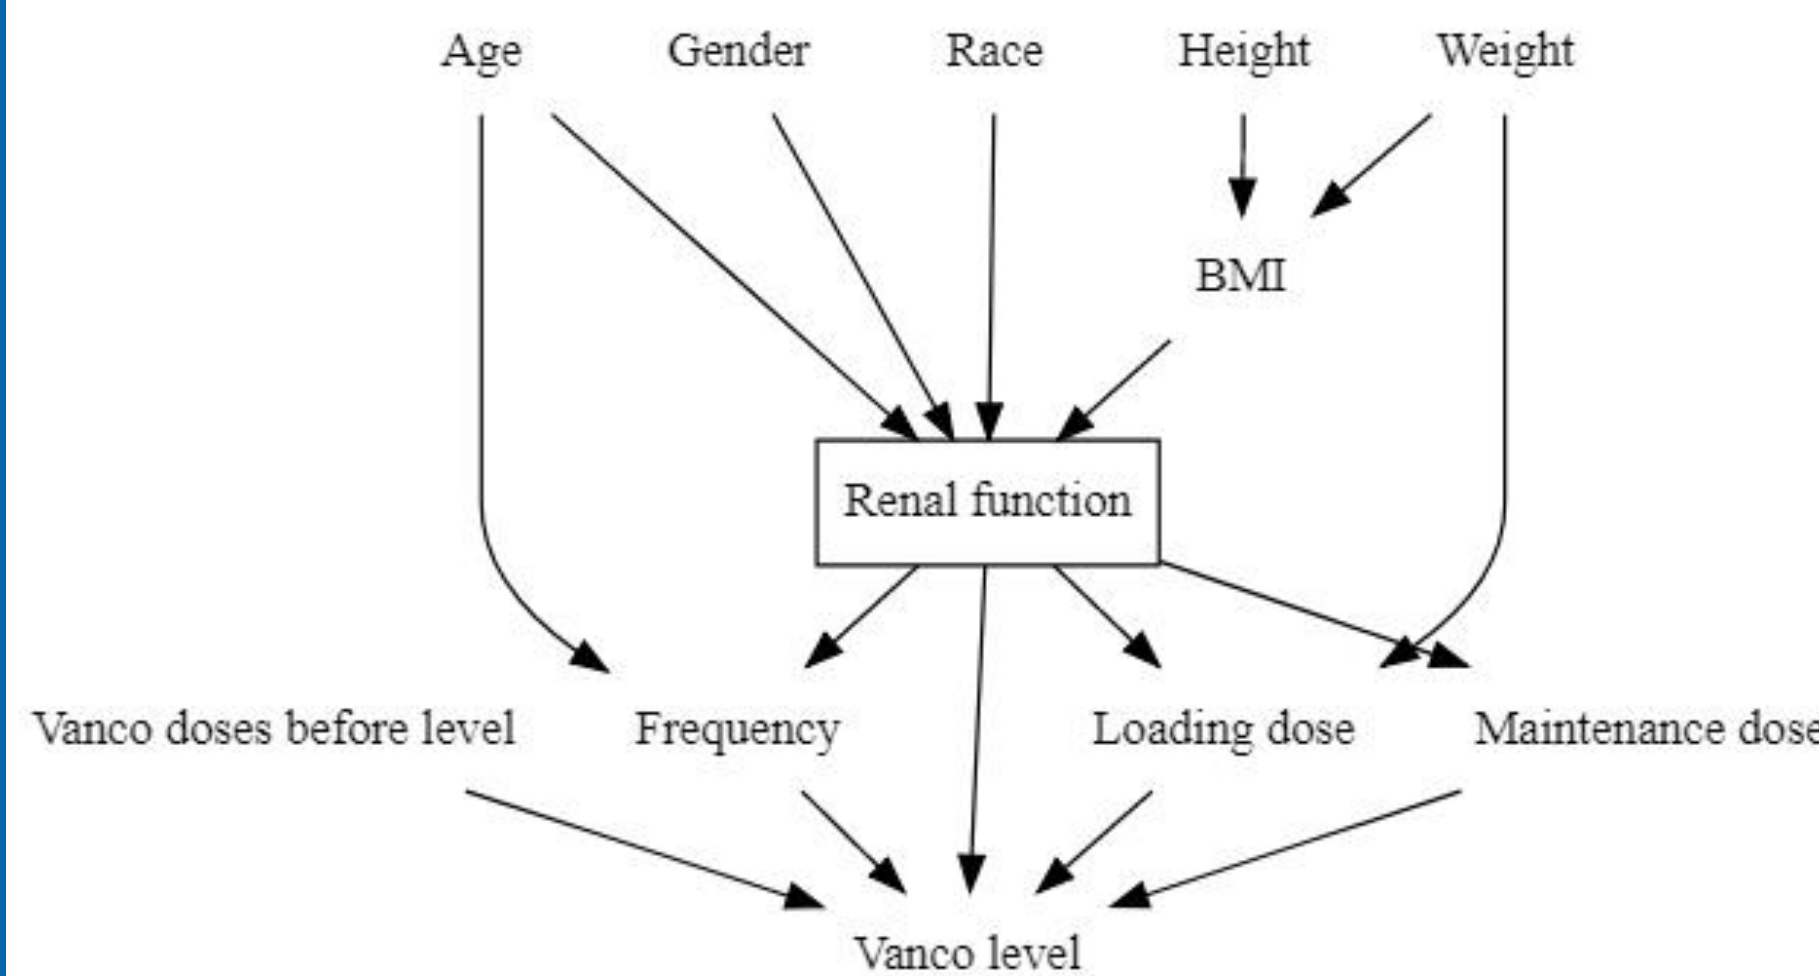 Age Gender Race Height Weight
BMI
Renal function
Vanco doses before level Frequency Loading dose Maintenance dose
Vanco level